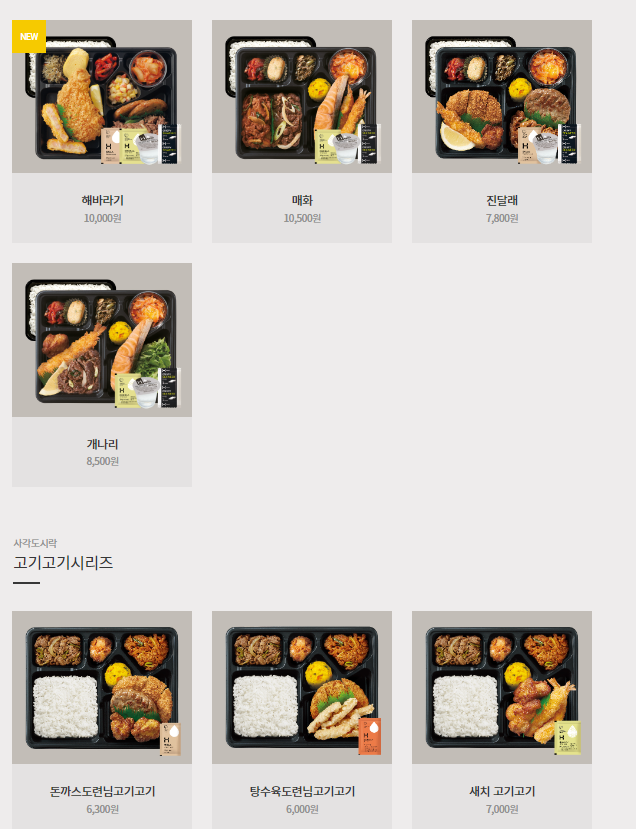 NEW
해바라기
10,000원
매화
10,500원
진달래
7,800원
개나리
8,500원
사각도시락
고기고기시리즈
돈까스도련님고기고기
6,300원
탕수육도련님고기고기
6,000원
새치 고기고기
7,000원